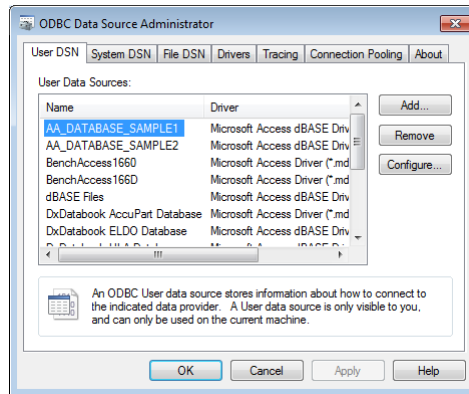 ODBC Data Source Administrator
User DSN System DSN File DSN Drivers Tracing Connection Pooling About
User Data Sources:
Name Driver
AA_DATABASE_SAMPLE1 Microsoft Access dBASE Driv
AA_DATABASE_SAMPLE2 Microsoft Access dBASE Driv
BenchAccess1660 Microsoft Access Driver (*.md
BenchAccess166D Microsoft Access Driver (*.md
dBASE Files Microsoft Access dBASE Driv
DxDatabook AccuPart Database Microsoft Access Driver (*.md
DxDatabook ELDO Database Microsoft Access Driver (*.md
Add...
Remove
Configure...
An ODBC User data source stores information about how to connect to
the indicated data provider. A User data source is only visible to you,
and can only be used on the current machine.
OK Cancel Apply Help